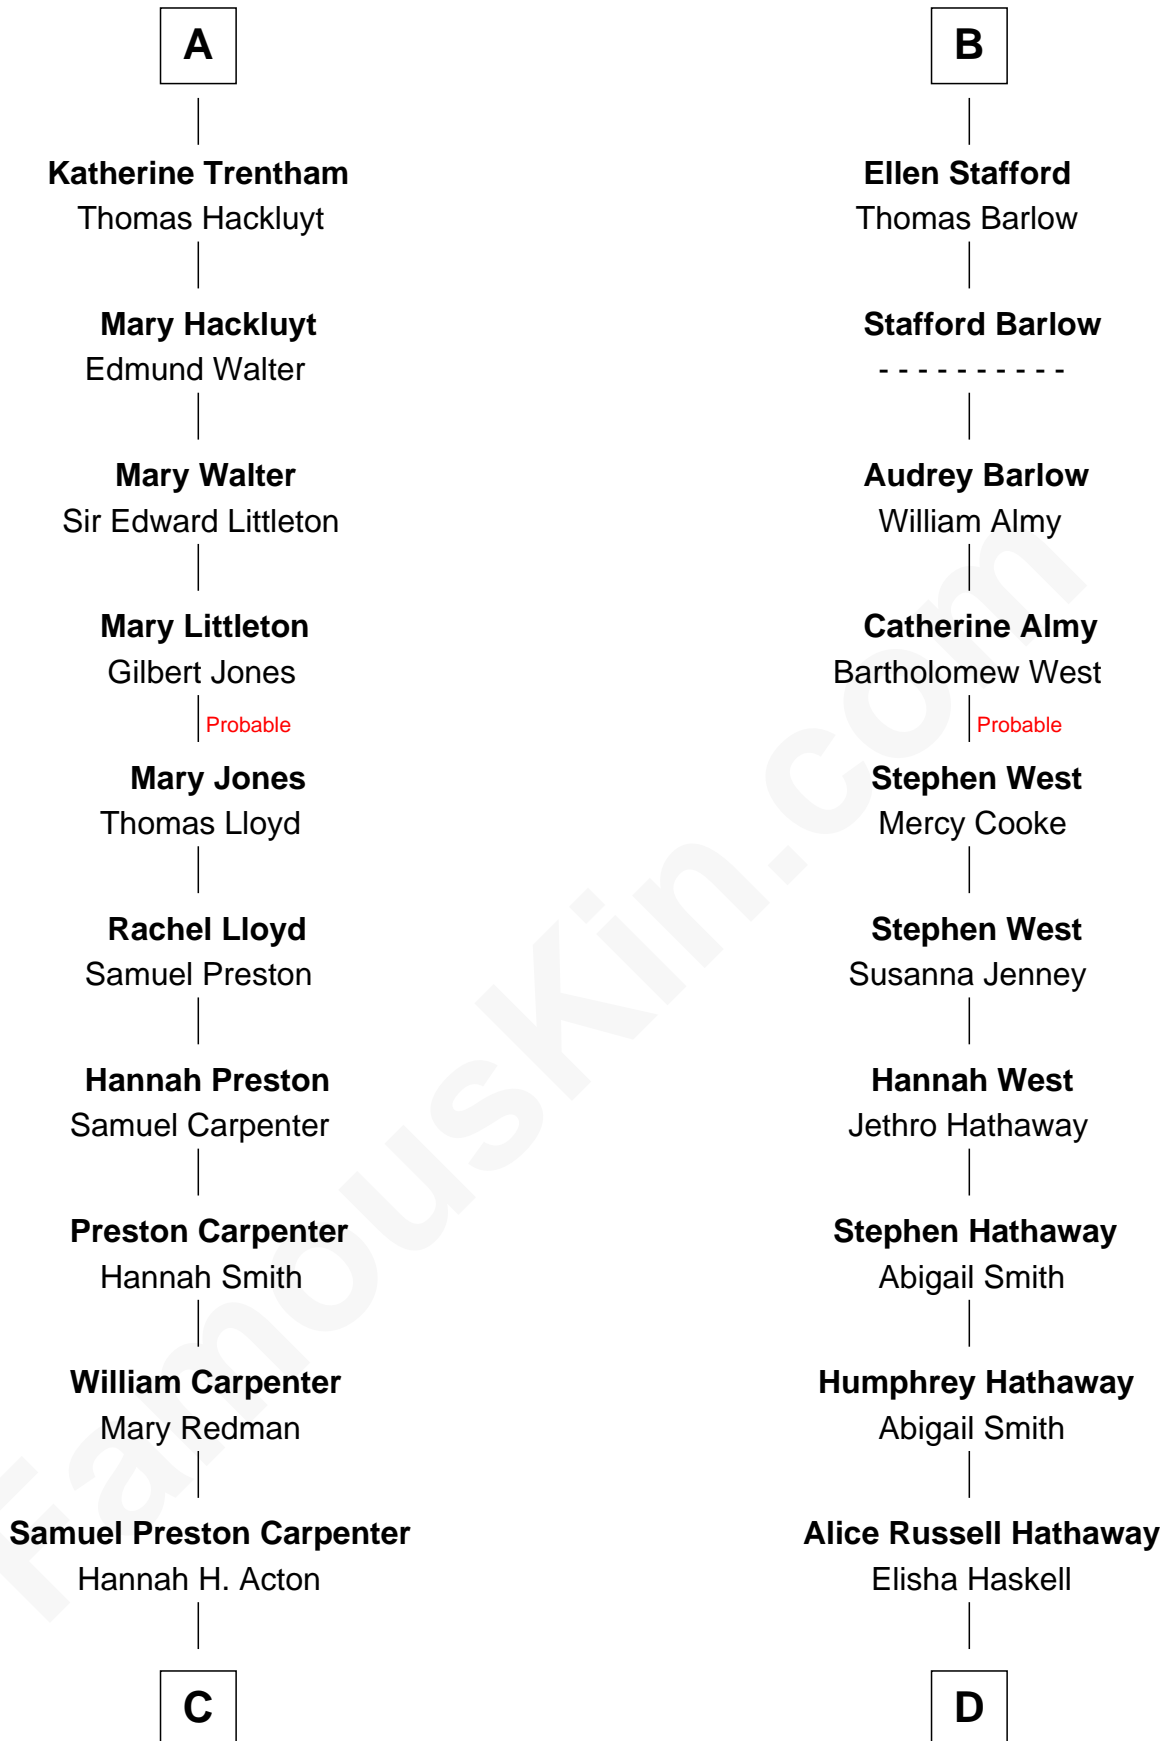 A
Katherine Trentham
Thomas Hackluyt
Mary Hackluyt
Edmund Walter
Mary Walter
Sir Edward Littleton
Mary Littleton
Gilbert Jones
Probable
Mary Jones
Thomas Lloyd
Rachel Lloyd
Samuel Preston
Hannah Preston
Samuel Carpenter
Preston Carpenter
Hannah Smith
William Carpenter
Mary Redman
Samuel Preston Carpenter
Hannah H. Acton
C
B
Ellen Stafford
Thomas Barlow
Stafford Barlow
- - - - - - - - - -
Audrey Barlow
William Almy
Catherine Almy
Bartholomew West
Probable
Stephen West
Mercy Cooke
Stephen West
Susanna Jenney
Hannah West
Jethro Hathaway
Stephen Hathaway
Abigail Smith
Humphrey Hathaway
Abigail Smith
Alice Russell Hathaway
Elisha Haskell
D
FamousKin.com